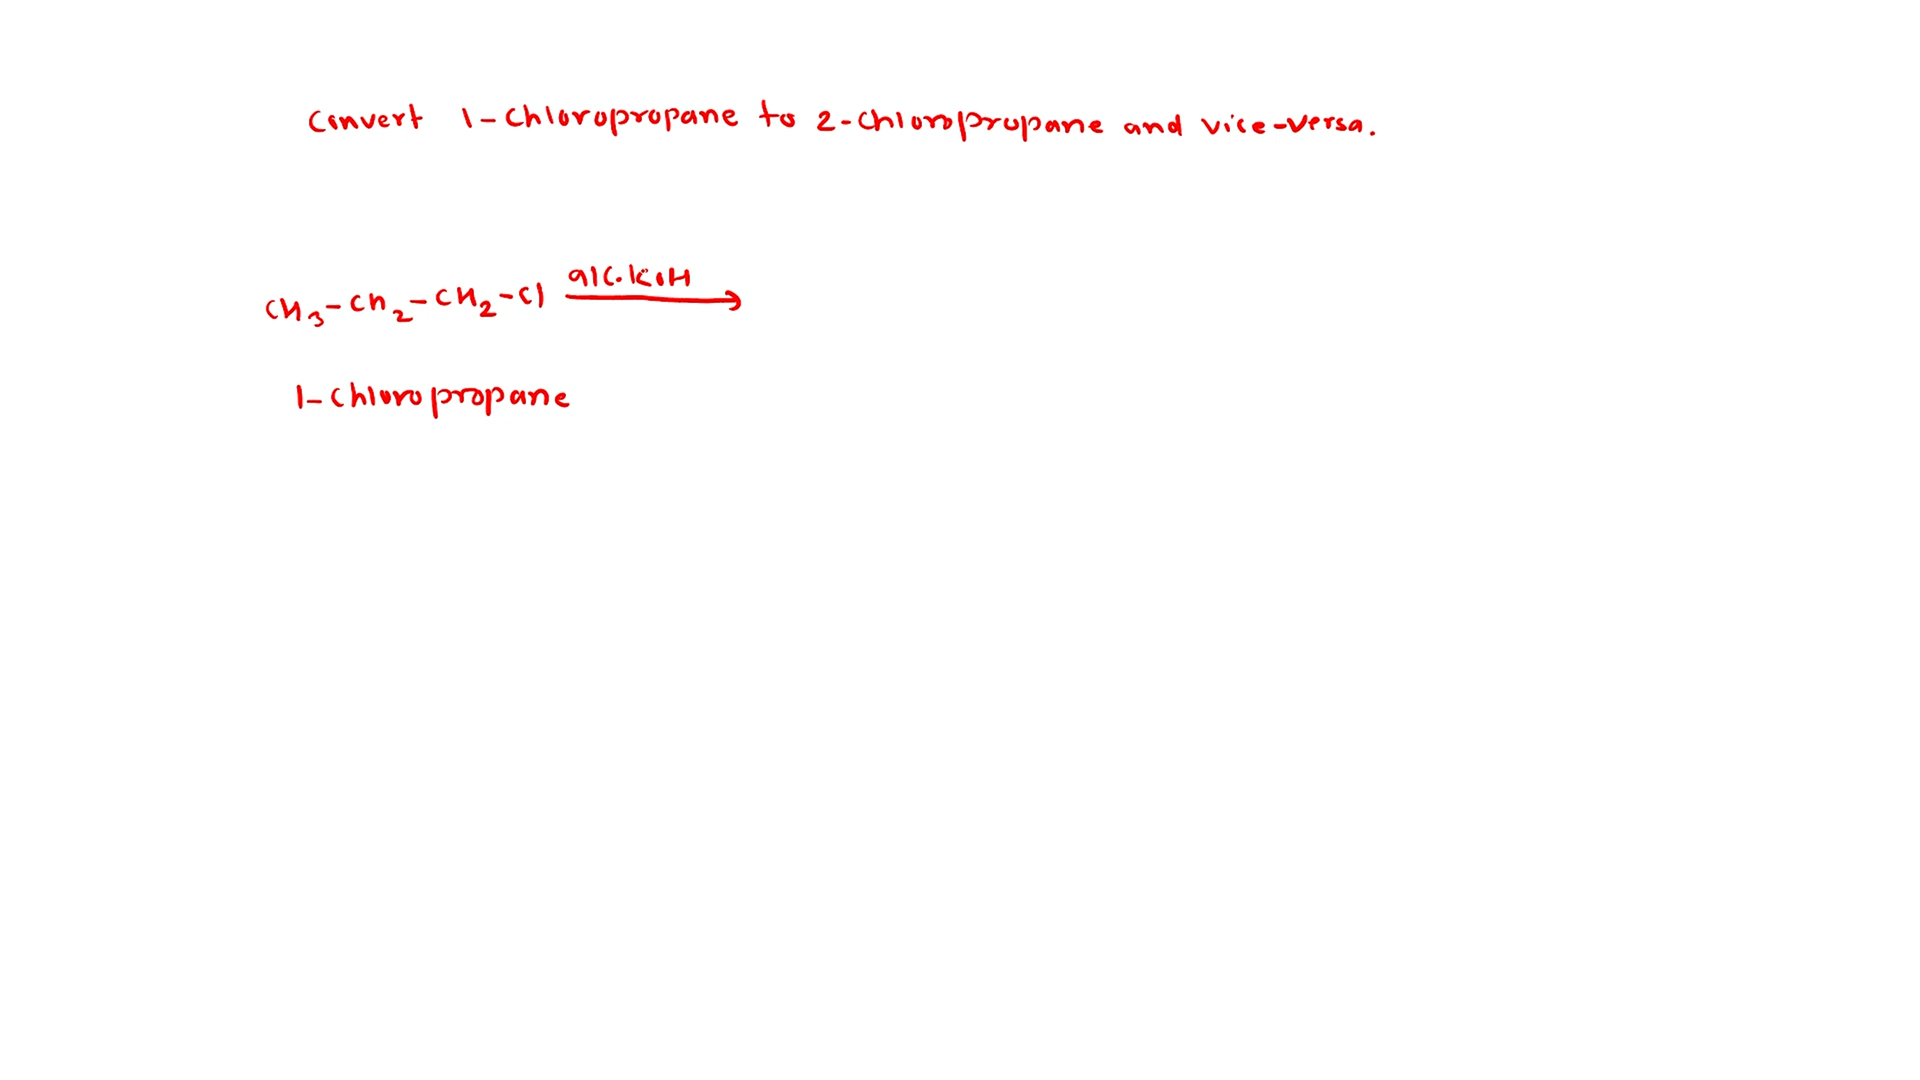 Convert 1-Chloropropane to 2-Chloropropane and vice-versa.
alc.KOH
CH3-CH2-CH2-Cl
1-Chloropropane